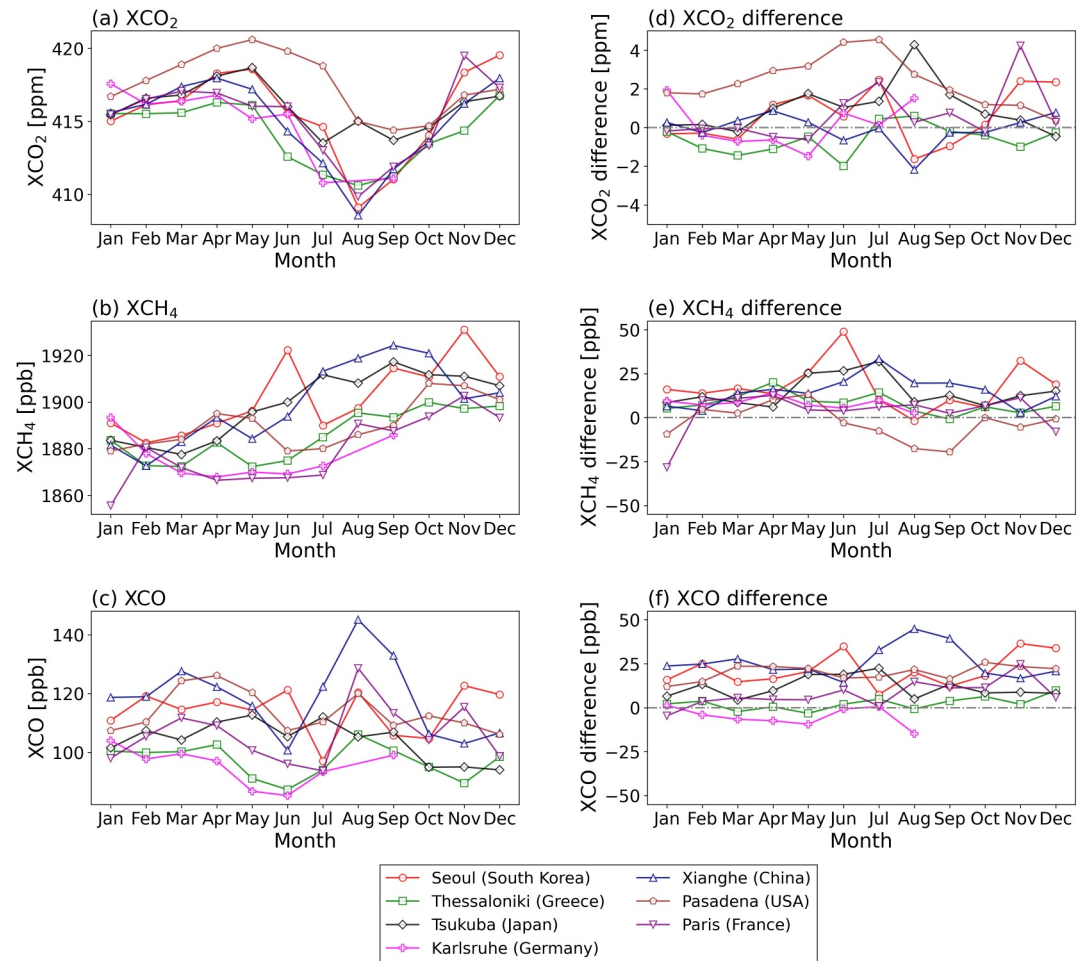 (a) XCO₂
XCO₂ [ppm]
420
415
410
Jan Feb Mar Apr May Jun Jul Aug Sep Oct Nov Dec
Month
(d) XCO₂ difference
XCO₂ difference [ppm]
4
2
0
−2
−4
Jan Feb Mar Apr May Jun Jul Aug Sep Oct Nov Dec
Month
(b) XCH₄
XCH₄ [ppb]
1920
1900
1880
1860
Jan Feb Mar Apr May Jun Jul Aug Sep Oct Nov Dec
Month
(e) XCH₄ difference
XCH₄ difference [ppb]
50
25
0
−25
−50
Jan Feb Mar Apr May Jun Jul Aug Sep Oct Nov Dec
Month
(c) XCO
XCO [ppb]
140
120
100
Jan Feb Mar Apr May Jun Jul Aug Sep Oct Nov Dec
Month
(f) XCO difference
XCO difference [ppb]
50
25
0
−25
−50
Jan Feb Mar Apr May Jun Jul Aug Sep Oct Nov Dec
Month
Seoul (South Korea)
Thessaloniki (Greece)
Tsukuba (Japan)
Karlsruhe (Germany)
Xianghe (China)
Pasadena (USA)
Paris (France)